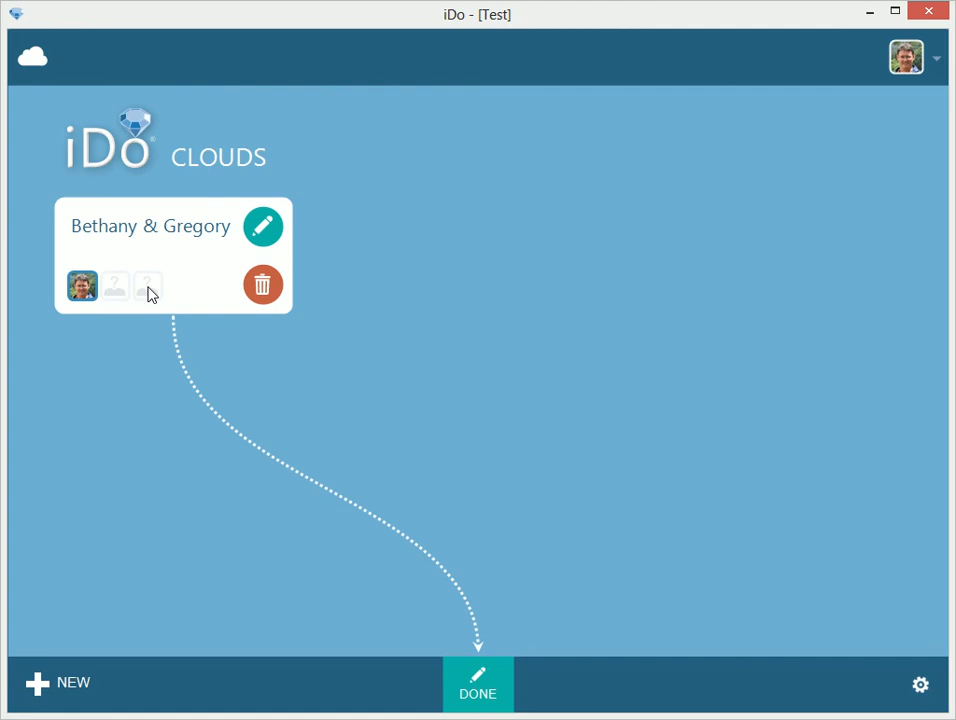 iDo - [Test]
iDo CLOUDS
Bethany & Gregory
? ?
NEW
DONE